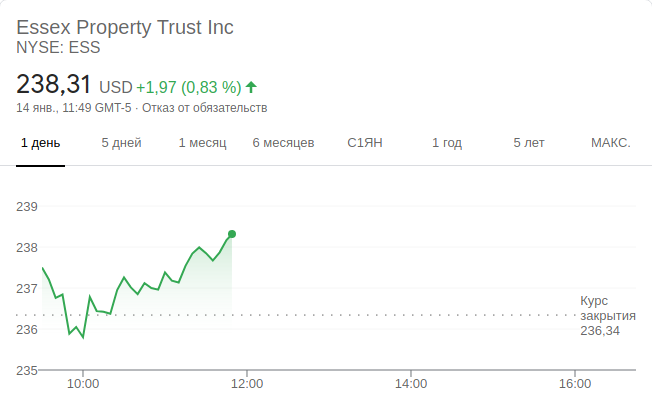 Essex Property Trust Inc
NYSE: ESS
238,31 USD +1,97 (0,83 %)
14 янв., 11:49 GMT-5 · Отказ от обязательств
1 день 5 дней 1 месяц 6 месяцев С1ЯН 1 год 5 лет МАКС.
239
238
237
Курс
закрытия
236,34
236
235
10:00 12:00 14:00 16:00